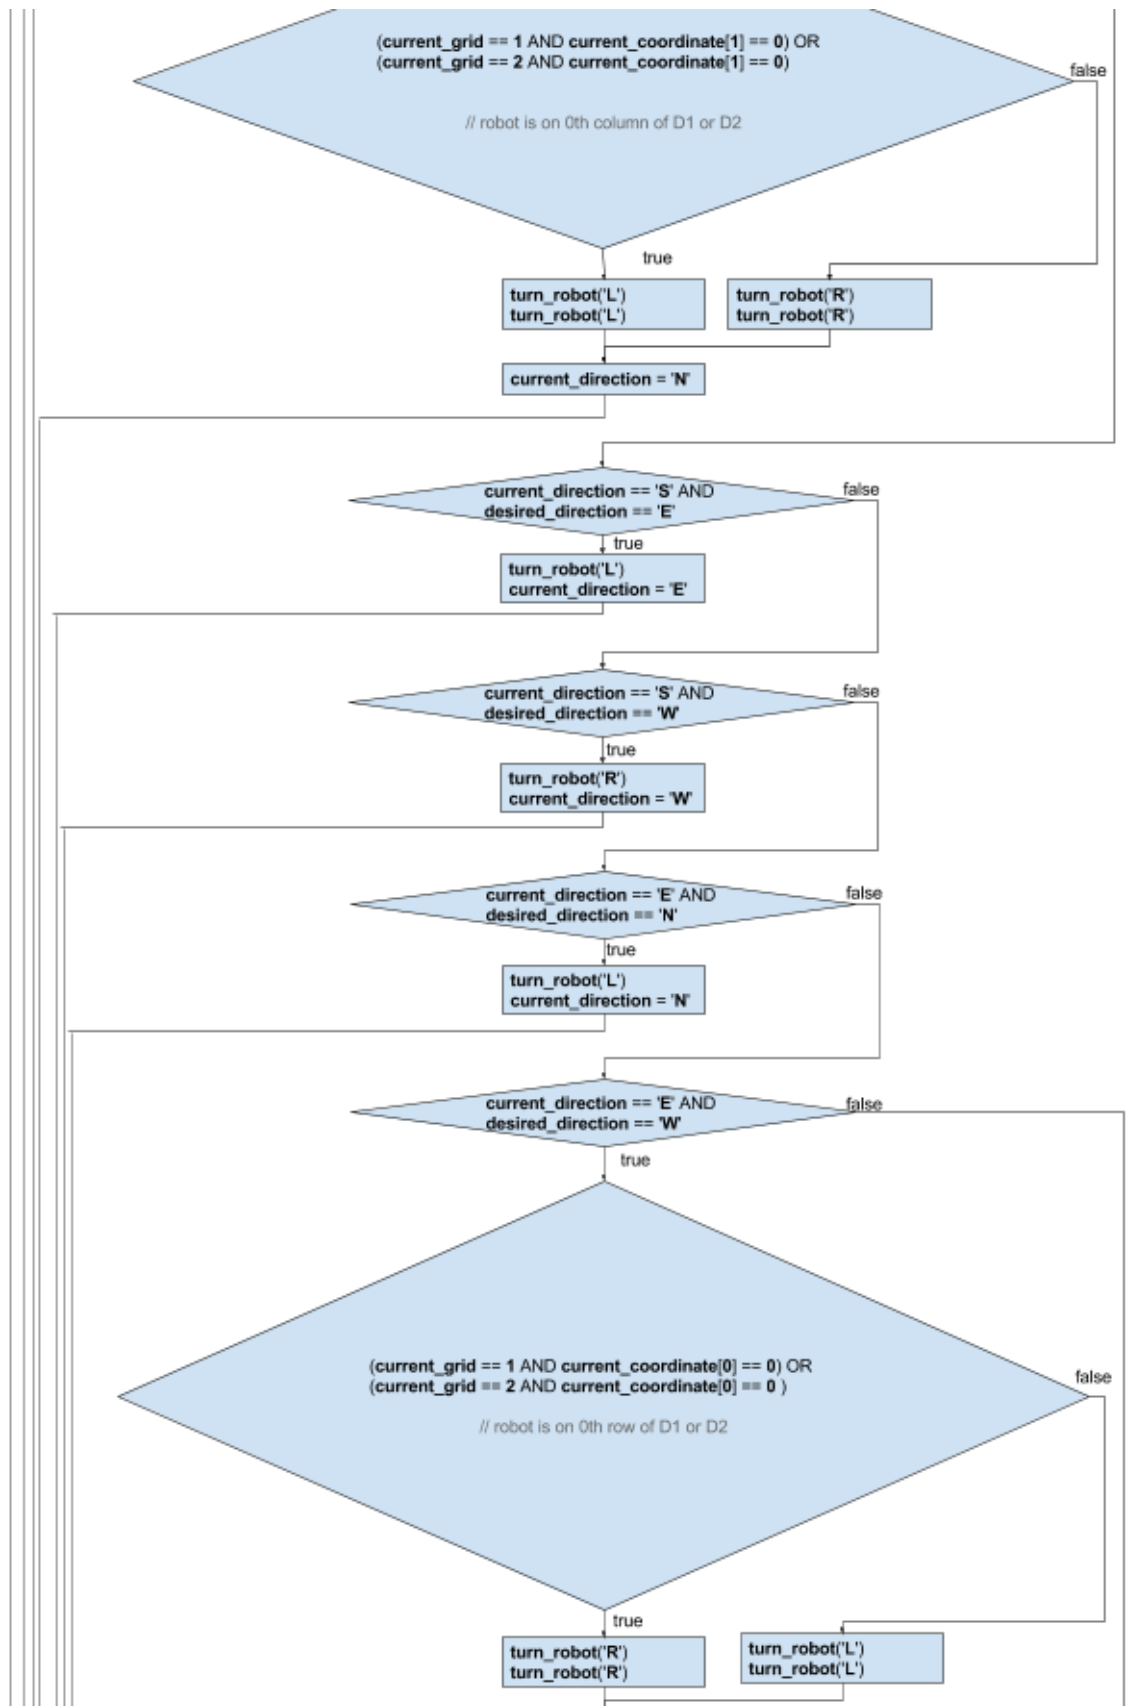 (current_grid == 1 AND current_coordinate[1] == 0) OR
(current_grid == 2 AND current_coordinate[1] == 0)
false
// robot is on 0th column of D1 or D2
true
turn_robot('L')
turn_robot('L')
turn_robot('R')
turn_robot('R')
current_direction = 'N'
current_direction == 'S' AND
desired_direction == 'E'
false
true
turn_robot('L')
current_direction = 'E'
current_direction == 'S' AND
desired_direction == 'W'
false
true
turn_robot('R')
current_direction = 'W'
current_direction == 'E' AND
desired_direction == 'N'
false
true
turn_robot('L')
current_direction = 'N'
current_direction == 'E' AND
desired_direction == 'W'
false
true
(current_grid == 1 AND current_coordinate[0] == 0) OR
(current_grid == 2 AND current_coordinate[0] == 0 )
false
// robot is on 0th row of D1 or D2
true
turn_robot('R')
turn_robot('R')
turn_robot('L')
turn_robot('L')